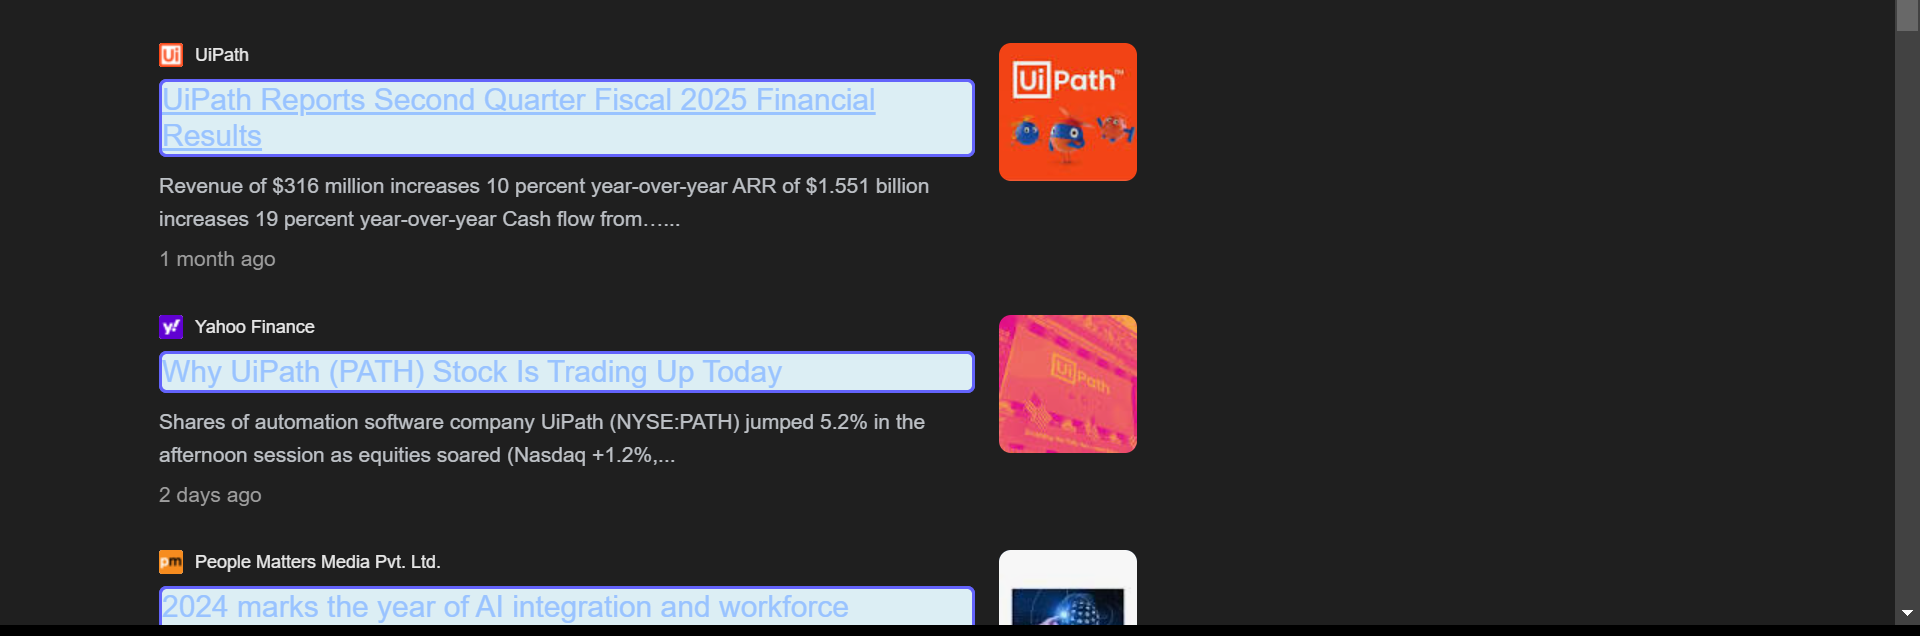 UiPath
UiPath Reports Second Quarter Fiscal 2025 Financial
Results
Revenue of $316 million increases 10 percent year-over-year ARR of $1.551 billion
increases 19 percent year-over-year Cash flow from…...
1 month ago
UiPath™
Yahoo Finance
Why UiPath (PATH) Stock Is Trading Up Today
Shares of automation software company UiPath (NYSE:PATH) jumped 5.2% in the
afternoon session as equities soared (Nasdaq +1.2%,...
2 days ago
UiPath
pm People Matters Media Pvt. Ltd.
2024 marks the year of AI integration and workforce